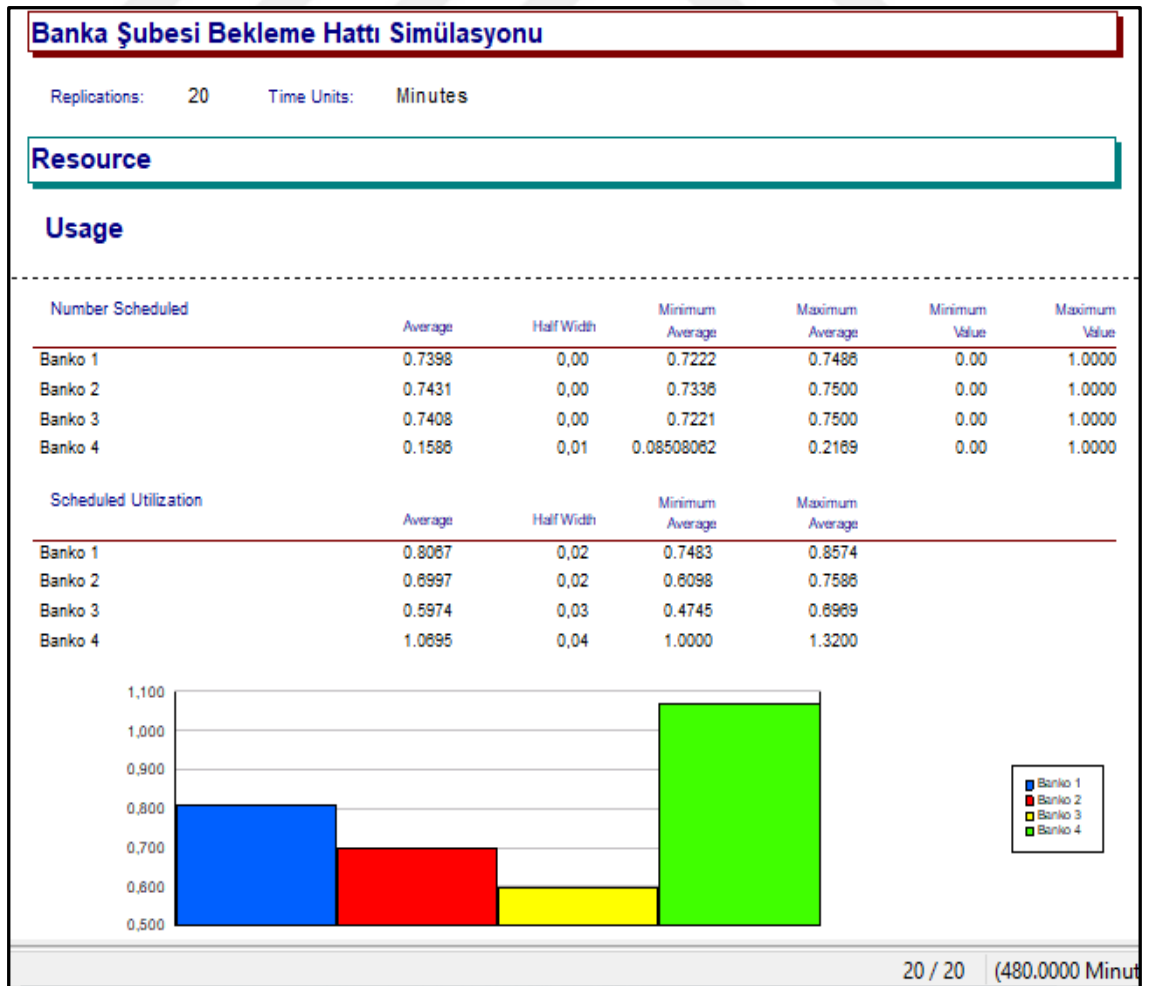 Banka Şubesi Bekleme Hattı Simülasyonu
Replications: 20 Time Units: Minutes
Resource
Usage
Number Scheduled Average Half Width Minimum Average Maximum Average Minimum Value Maximum Value
Banko 1 0.7398 0,00 0.7222 0.7486 0.00 1.0000
Banko 2 0.7431 0,00 0.7336 0.7500 0.00 1.0000
Banko 3 0.7408 0,00 0.7221 0.7500 0.00 1.0000
Banko 4 0.1586 0,01 0.08508062 0.2169 0.00 1.0000
Scheduled Utilization Average Half Width Minimum Average Maximum Average
Banko 1 0.8067 0,02 0.7483 0.8574
Banko 2 0.6997 0,02 0.6098 0.7586
Banko 3 0.5974 0,03 0.4745 0.6969
Banko 4 1.0695 0,04 1.0000 1.3200
1,100
1,000
0,900
0,800
0,700
0,600
0,500
Banko 1
Banko 2
Banko 3
Banko 4
20 / 20 (480.0000 Minut